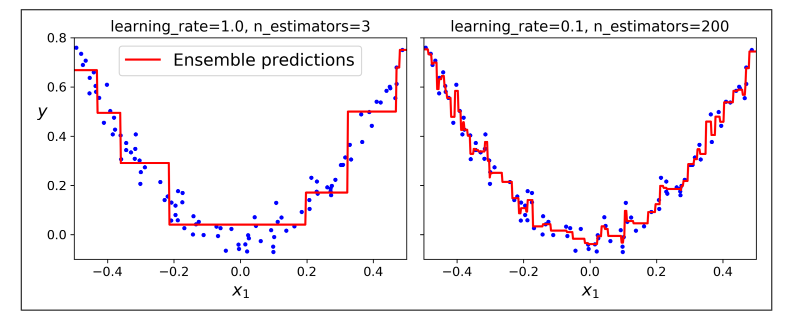 learning_rate=1.0, n_estimators=3
learning_rate=0.1, n_estimators=200
0.8
0.6
0.4
0.2
0.0
y
Ensemble predictions
−0.4 −0.2 0.0 0.2 0.4
x₁
−0.4 −0.2 0.0 0.2 0.4
x₁